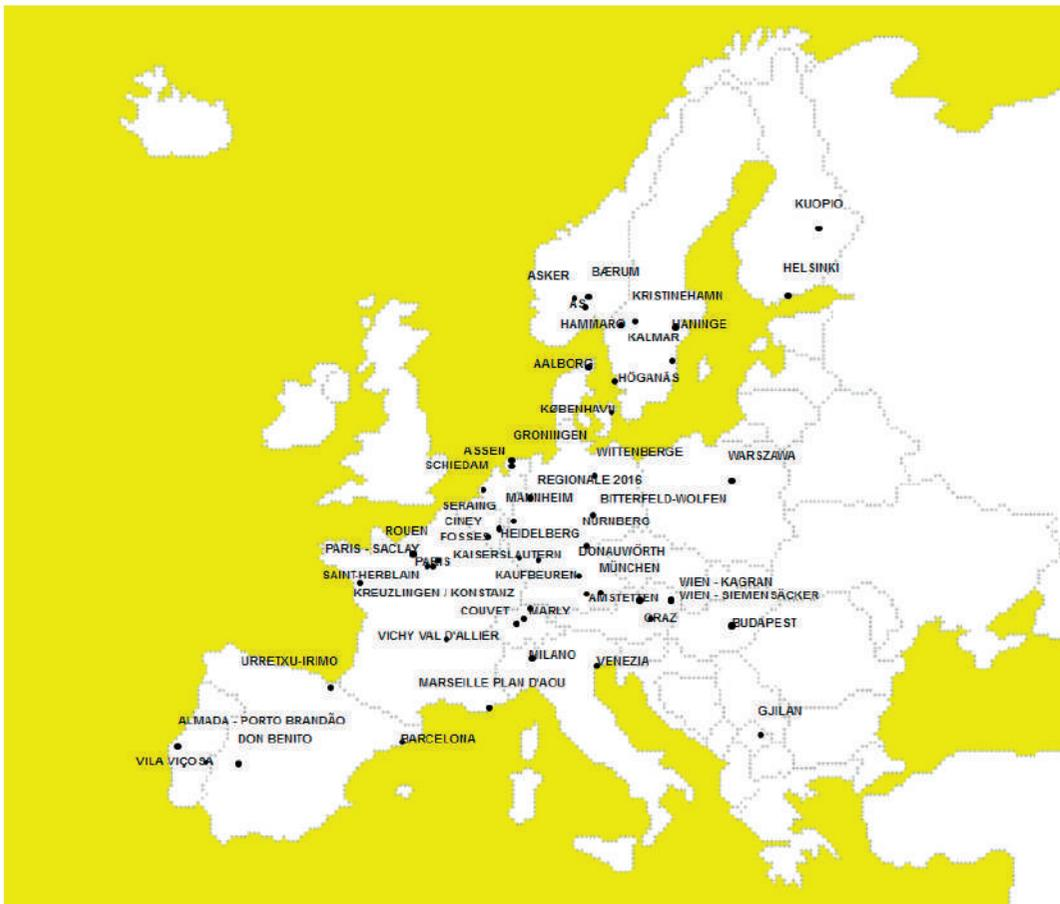 KUOPIO
HELSINKI
ASKER
BÆRUM
ÅS
KRISTINEHAMN
HAMMARÖ
HANINGE
KALMAR
AALBORG
HÖGANÄS
KØBENHAVN
GRONINGEN
ASSEN
WITTENBERGE
WARSZAWA
SCHIEDAM
REGIONALE 2016
MANNHEIM
BITTERFELD-WOLFEN
SERAING
CINEY
NÜRNBERG
ROUEN
FOSSES
HEIDELBERG
PARIS - SACLAY
KAISERSLAUTERN
DONAUWÖRTH
PARIS
MÜNCHEN
SAINT-HERBLAIN
KAUFBEUREN
WIEN - KAGRAN
KREUZLINGEN / KONSTANZ
AMSTETTEN
WIEN - SIEMENSÄCKER
COUVET
MARLY
GRAZ
BUDAPEST
VICHY VAL D'ALLIER
MILANO
VENEZIA
URRETXU-IRIMO
MARSEILLE PLAN D'AOU
GJILAN
ALMADA - PORTO BRANDÃO
DON BENITO
BARCELONA
VILA VIÇOSA